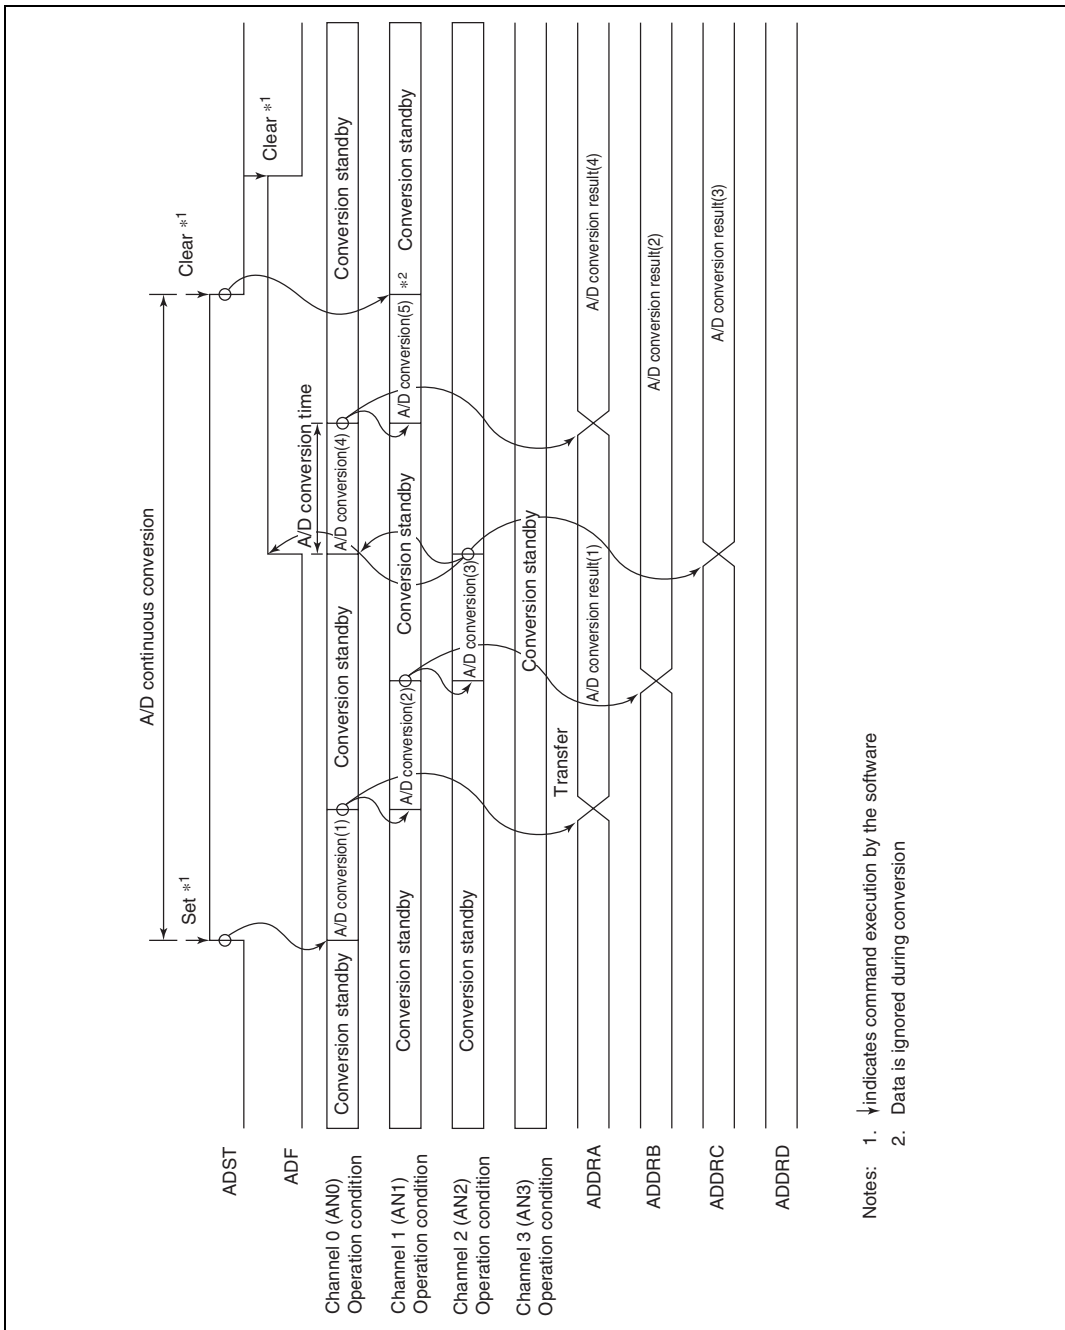 A/D continuous conversion
Set *1
Clear *1
Clear *1
ADST
ADF
A/D conversion time
Channel 0 (AN0)
Operation condition
Conversion standby
A/D conversion(1)
Conversion standby
A/D conversion(4)
Conversion standby
Channel 1 (AN1)
Operation condition
Conversion standby
A/D conversion(2)
Conversion standby
A/D conversion(5)
*2
Conversion standby
Channel 2 (AN2)
Operation condition
Conversion standby
A/D conversion(3)
Channel 3 (AN3)
Operation condition
Conversion standby
Transfer
ADDRA
A/D conversion result(1)
A/D conversion result(4)
ADDRB
A/D conversion result(2)
ADDRC
A/D conversion result(3)
ADDRD
Notes: 1. ↓ indicates command execution by the software
2. Data is ignored during conversion